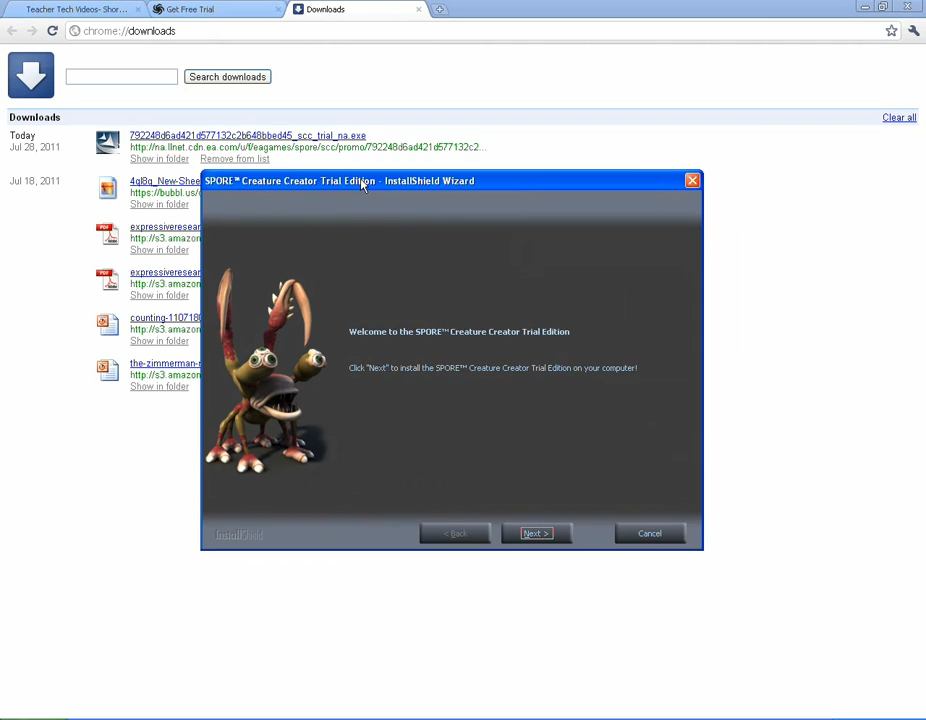 Teacher Tech Videos- Shor...
Get Free Trial
Downloads
chrome://downloads
Search downloads
Downloads
Clear all
Today
Jul 28, 2011
792248d6ad421d577132c2b648bbed45_scc_trial_na.exe
http://na.llnet.cdn.ea.com/u/f/eagames/spore/scc/promo/792248d6ad421d577132c2...
Show in folder
Remove from list
Jul 18, 2011
4ql8q_New-Shee
https://bubbl.us/
Show in folder
expressiveresear
http://s3.amazon
Show in folder
expressiveresear
http://s3.amazon
Show in folder
counting-1107180
http://s3.amazon
Show in folder
the-zimmerman-n
http://s3.amazon
Show in folder
SPORE™ Creature Creator Trial Edition - InstallShield Wizard
Welcome to the SPORE™ Creature Creator Trial Edition
Click "Next" to install the SPORE™ Creature Creator Trial Edition on your computer!
InstallShield
< Back
Next >
Cancel